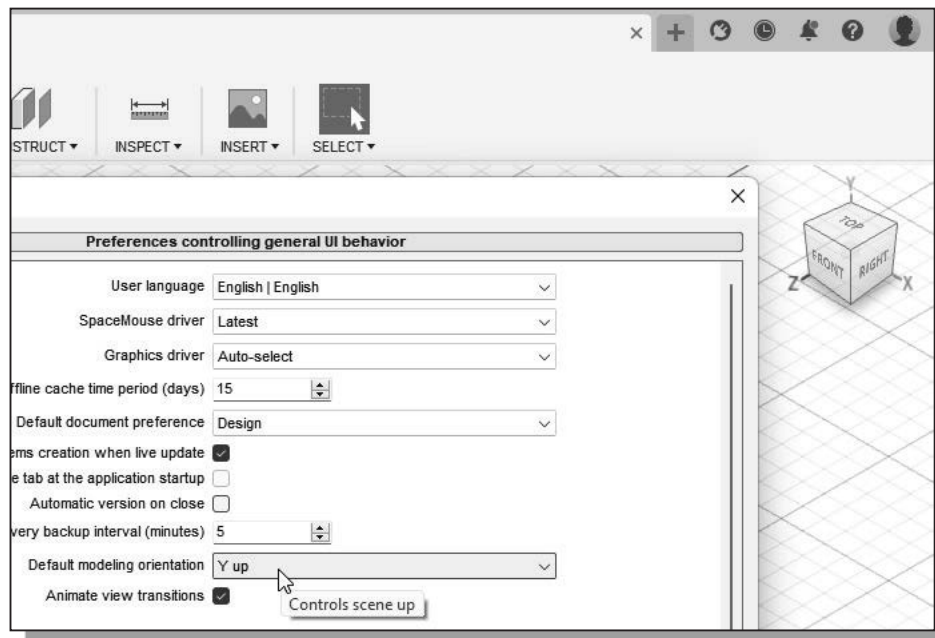 STRUCT INSPECT INSERT SELECT
Preferences controlling general UI behavior
User language English | English
SpaceMouse driver Latest
Graphics driver Auto-select
ffline cache time period (days) 15
Default document preference Design
ems creation when live update
e tab at the application startup
Automatic version on close
very backup interval (minutes) 5
Default modeling orientation Y up
Animate view transitions
Controls scene up
Y
TOP
FRONT RIGHT
Z X